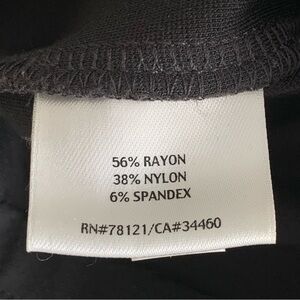 56% RAYON
38% NYLON
6% SPANDEX
RN#78121/CA#34460